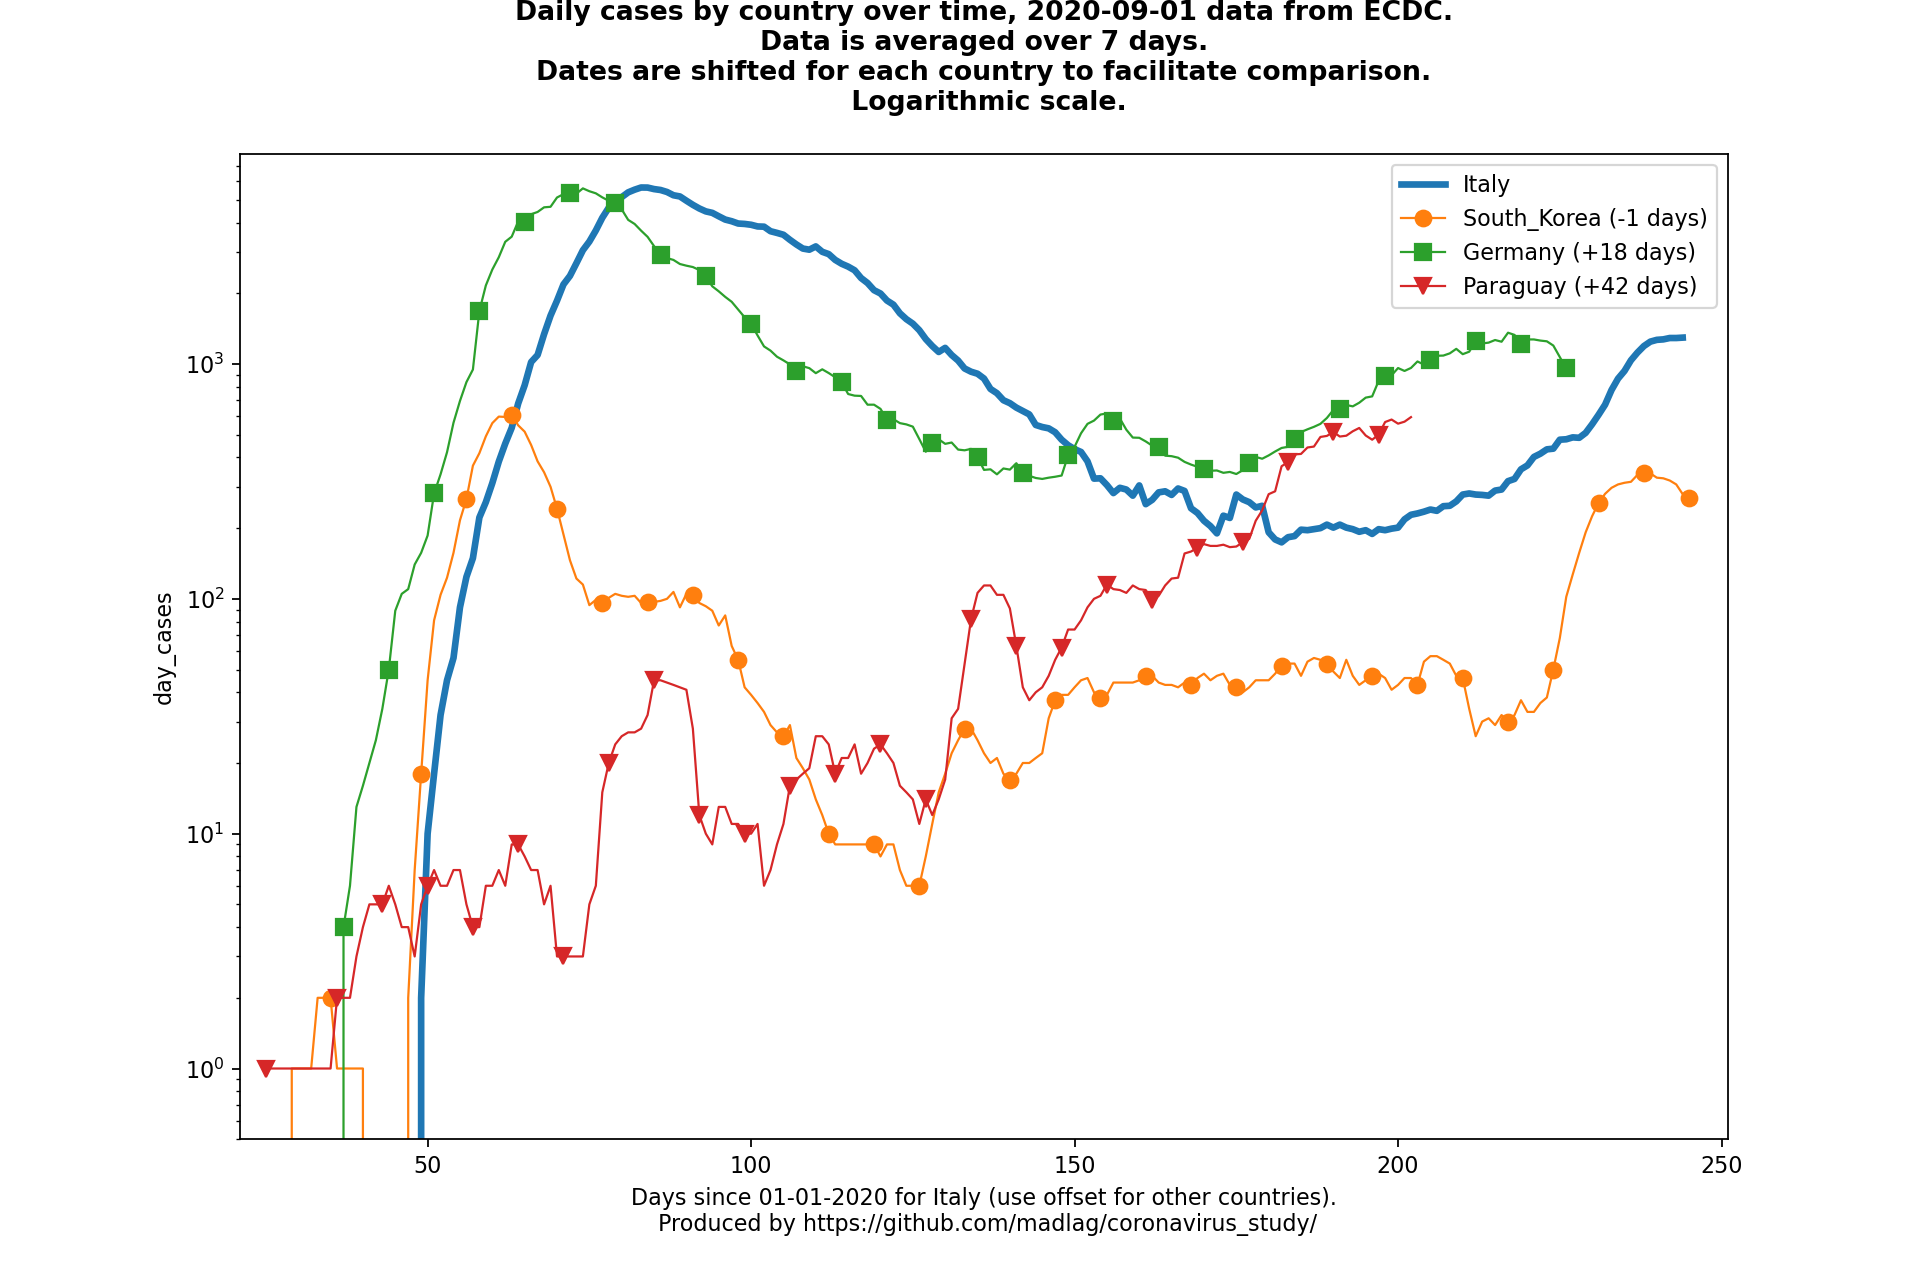 Daily cases by country over time, 2020-09-01 data from ECDC.
Data is averaged over 7 days.
Dates are shifted for each country to facilitate comparison.
Logarithmic scale.
Italy
South_Korea (-1 days)
Germany (+18 days)
Paraguay (+42 days)
day_cases
10³
10²
10¹
10⁰
50
100
150
200
250
Days since 01-01-2020 for Italy (use offset for other countries).
Produced by https://github.com/madlag/coronavirus_study/